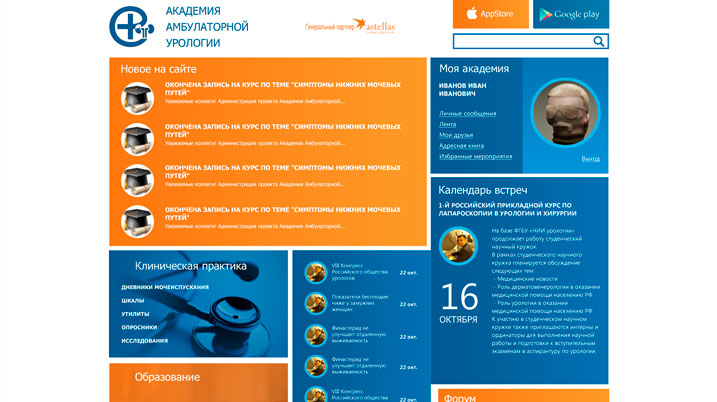 АКАДЕМИЯ
АМБУЛАТОРНОЙ
УРОЛОГИИ
Генеральный партнер
astellas
AppStore
Google play
Новое на сайте
ОКОНЧЕНА ЗАПИСЬ НА КУРС ПО ТЕМЕ "СИМПТОМЫ НИЖНИХ МОЧЕВЫХ
ПУТЕЙ"
Уважаемые коллеги! Администрация проекта Академия Амбулаторной...
ОКОНЧЕНА ЗАПИСЬ НА КУРС ПО ТЕМЕ "СИМПТОМЫ НИЖНИХ МОЧЕВЫХ
ПУТЕЙ"
Уважаемые коллеги! Администрация проекта Академия Амбулаторной...
ОКОНЧЕНА ЗАПИСЬ НА КУРС ПО ТЕМЕ "СИМПТОМЫ НИЖНИХ МОЧЕВЫХ
ПУТЕЙ"
Уважаемые коллеги! Администрация проекта Академия Амбулаторной...
ОКОНЧЕНА ЗАПИСЬ НА КУРС ПО ТЕМЕ "СИМПТОМЫ НИЖНИХ МОЧЕВЫХ
ПУТЕЙ"
Уважаемые коллеги! Администрация проекта Академия Амбулаторной...
Моя академия
ИВАНОВ ИВАН
ИВАНОВИЧ
Личные сообщения
Лента
Мои друзья
Адресная книга
Избранные мероприятия
Выход
Календарь встреч
1-Й РОССИЙСКИЙ ПРИКЛАДНОЙ КУРС ПО
ЛАПАРОСКОПИИ В УРОЛОГИИ И ХИРУРГИИ
16
ОКТЯБРЯ
На базе ФГБУ «НИИ урологии»
продолжает работу студенческий
научный кружок.
В рамках студенческого научного
кружка планируется обсуждение
следующих тем:
- Медицинские новости
- Роль дерматовенерологии в оказании
медицинской помощи населению РФ
- Роль урологии в оказании
медицинской помощи населению РФ
К участию в студенческом научном
кружке также приглашаются интерны и
ординаторы для выполнения научной
работы и подготовки к вступительным
экзаменам в аспирантуру по урологии.
Клиническая практика
ДНЕВНИКИ МОЧЕИСПУСКАНИЯ
ШКАЛЫ
УТИЛИТЫ
ОПРОСНИКИ
ИССЛЕДОВАНИЯ
VIII Конгресс
Российского общества
урологов
22 окт.
Показатели бесплодия
ниже у замужних
женщин
22 окт.
Финастерид не
улучшает отдаленную
выживаемость
22 окт.
Финастерид не
улучшает отдаленную
выживаемость
22 окт.
VIII Конгресс
Российского общества
22 окт.
Образование
Форум